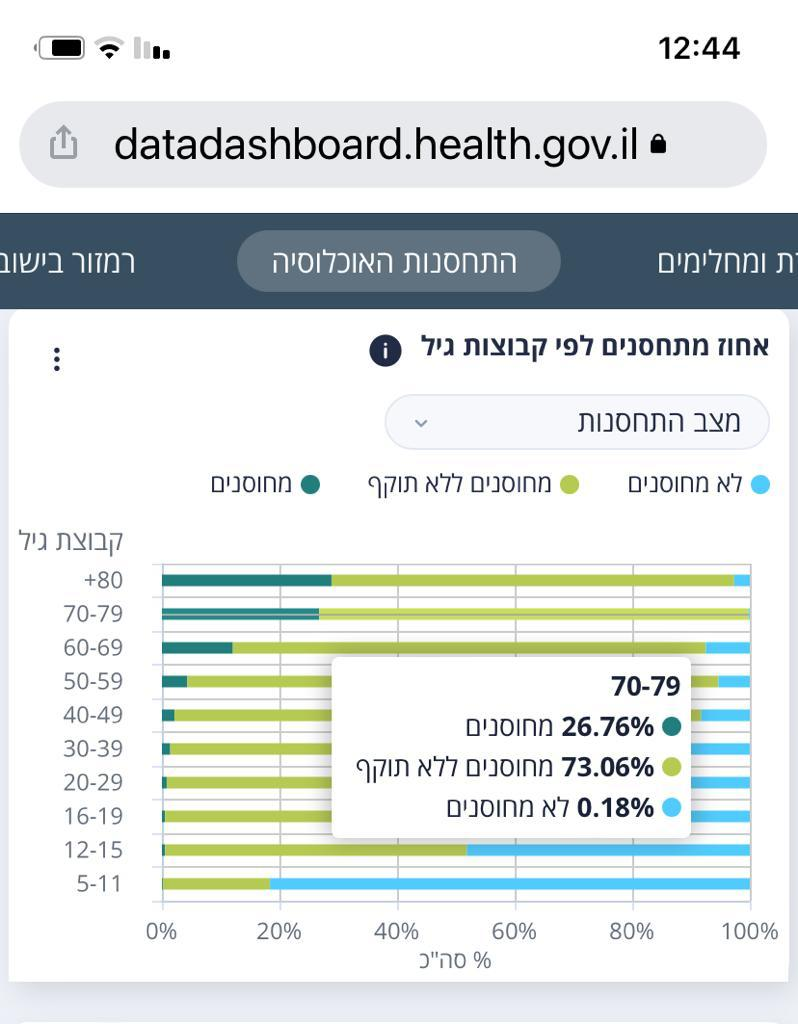 12:44
datadashboard.health.gov.il
ת ומחלימים
התחסנות האוכלוסיה
רמזור בישוב
אחוז מתחסנים לפי קבוצות גיל
מצב התחסנות
לא מחוסנים
מחוסנים ללא תוקף
מחוסנים
קבוצת גיל
80+
70-79
60-69
50-59
40-49
30-39
20-29
16-19
12-15
5-11
70-79
26.76% מחוסנים
73.06% מחוסנים ללא תוקף
0.18% לא מחוסנים
0% 20% 40% 60% 80% 100%
% סה"כ